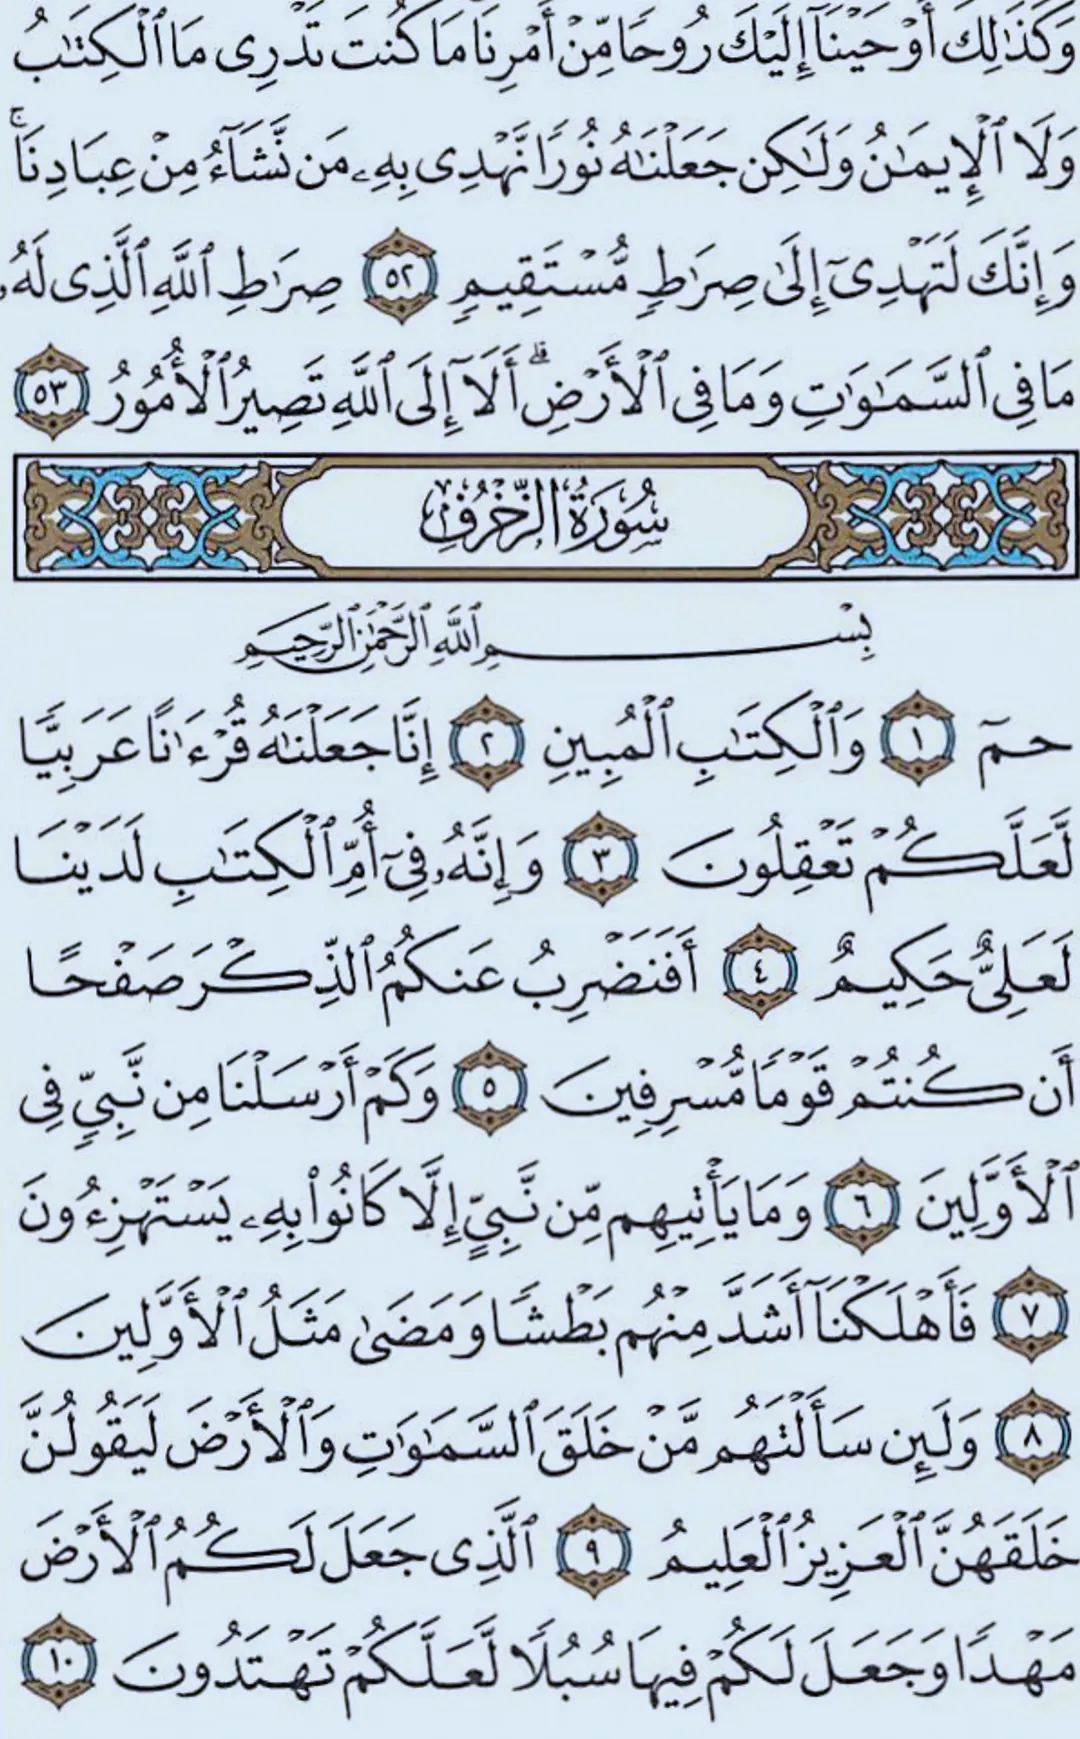 وَكَذَٰلِكَ أَوْحَيْنَآ إِلَيْكَ رُوحًا مِّنْ أَمْرِنَا مَا كُنتَ تَدْرِى مَا ٱلْكِتَٰبُ
وَلَا ٱلْإِيمَٰنُ وَلَٰكِن جَعَلْنَٰهُ نُورًا نَّهْدِى بِهِۦ مَن نَّشَآءُ مِنْ عِبَادِنَا ۚ
وَإِنَّكَ لَتَهْدِىٓ إِلَىٰ صِرَٰطٍ مُّسْتَقِيمٍ ٥٢ صِرَٰطِ ٱللَّهِ ٱلَّذِى لَهُۥ
مَا فِى ٱلسَّمَٰوَٰتِ وَمَا فِى ٱلْأَرْضِ ۗ أَلَآ إِلَى ٱللَّهِ تَصِيرُ ٱلْأُمُورُ ٥٣
سُورَةُ الزُّخْرُفِ
بِسْمِ ٱللَّهِ ٱلرَّحْمَٰنِ ٱلرَّحِيمِ
حمٓ ١ وَٱلْكِتَٰبِ ٱلْمُبِينِ ٢ إِنَّا جَعَلْنَٰهُ قُرْءَٰنًا عَرَبِيًّا
لَّعَلَّكُمْ تَعْقِلُونَ ٣ وَإِنَّهُۥ فِىٓ أُمِّ ٱلْكِتَٰبِ لَدَيْنَا
لَعَلِىٌّ حَكِيمٌ ٤ أَفَنَضْرِبُ عَنكُمُ ٱلذِّكْرَ صَفْحًا
أَن كُنتُمْ قَوْمًا مُّسْرِفِينَ ٥ وَكَمْ أَرْسَلْنَا مِن نَّبِىٍّ فِى
ٱلْأَوَّلِينَ ٦ وَمَا يَأْتِيهِم مِّن نَّبِىٍّ إِلَّا كَانُوا۟ بِهِۦ يَسْتَهْزِءُونَ
٧ فَأَهْلَكْنَآ أَشَدَّ مِنْهُم بَطْشًا وَمَضَىٰ مَثَلُ ٱلْأَوَّلِينَ
٨ وَلَئِن سَأَلْتَهُم مَّنْ خَلَقَ ٱلسَّمَٰوَٰتِ وَٱلْأَرْضَ لَيَقُولُنَّ
خَلَقَهُنَّ ٱلْعَزِيزُ ٱلْعَلِيمُ ٩ ٱلَّذِى جَعَلَ لَكُمُ ٱلْأَرْضَ
مَهْدًا وَجَعَلَ لَكُمْ فِيهَا سُبُلًا لَّعَلَّكُمْ تَهْتَدُونَ ١٠